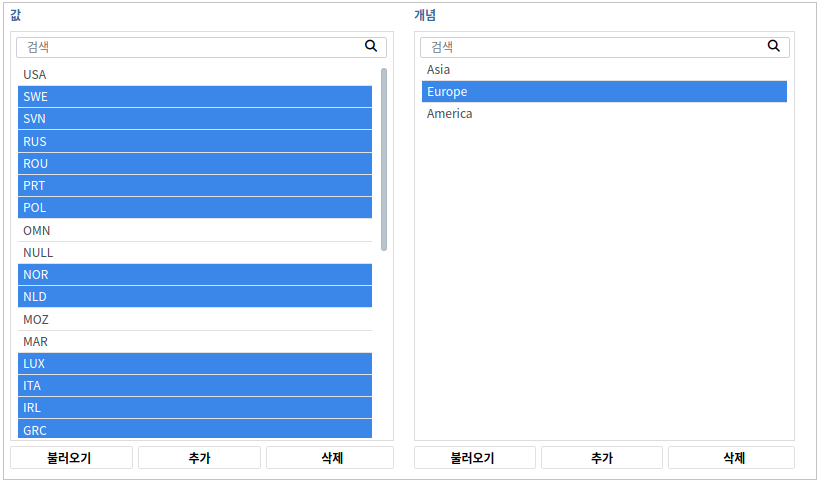 값
검색
USA
SWE
SVN
RUS
ROU
PRT
POL
OMN
NULL
NOR
NLD
MOZ
MAR
LUX
ITA
IRL
GRC
불러오기 추가 삭제
개념
검색
Asia
Europe
America
불러오기 추가 삭제